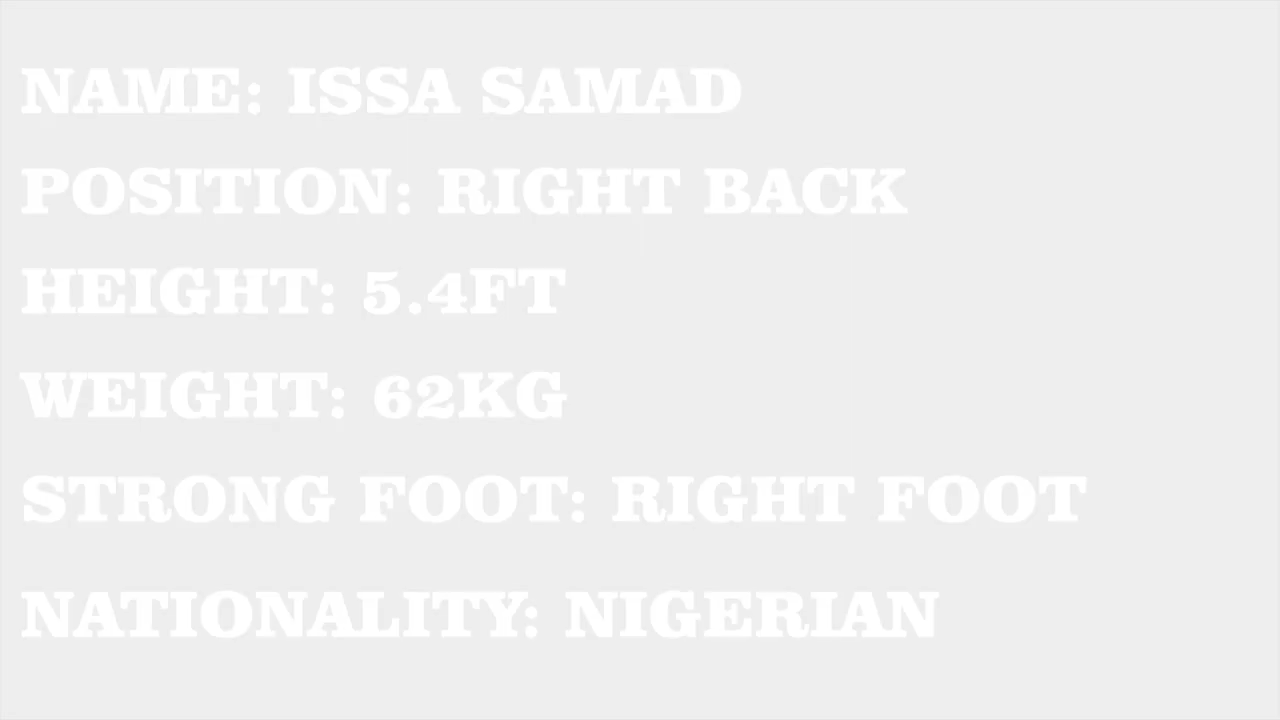 NAME: ISSA SAMAD
POSITION: RIGHT BACK
HEIGHT: 5.4FT
WEIGHT: 62KG
STRONG FOOT: RIGHT FOOT
NATIONALITY: NIGERIAN